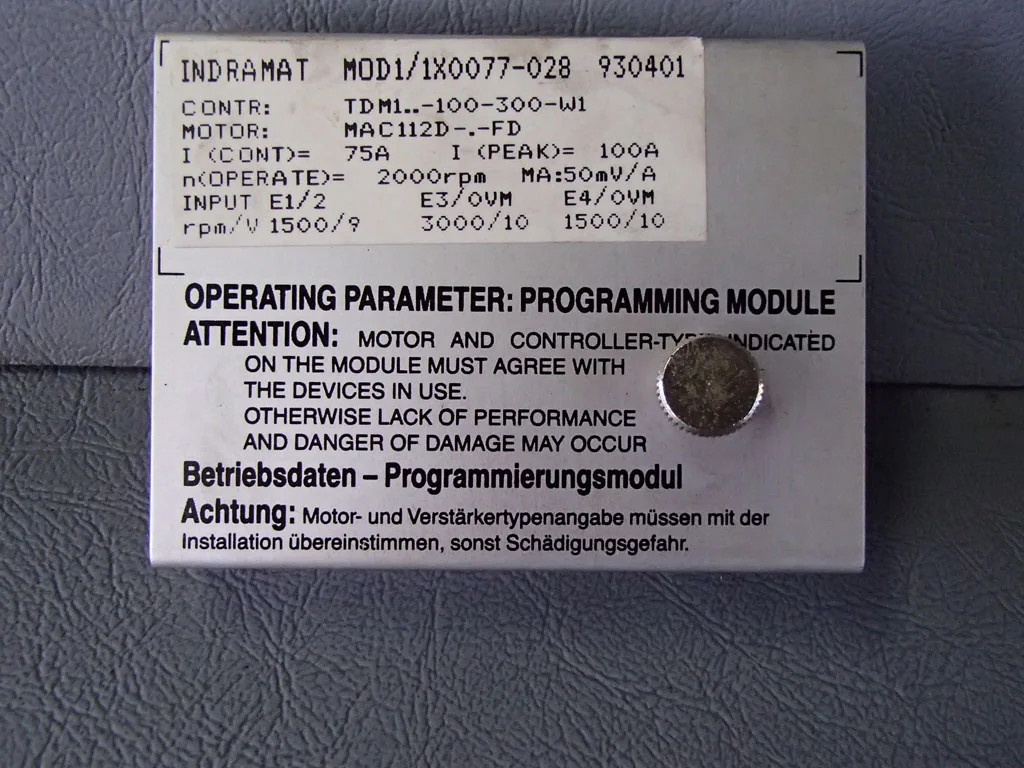 INDRAMAT MOD1/1X0077-028 930401
CONTR: TDM1..-100-300-W1
MOTOR: MAC112D-.-FD
I (CONT)= 75A I (PEAK)= 100A
n(OPERATE)= 2000rpm MA:50mV/A
INPUT E1/2 E3/0VM E4/0VM
rpm/V 1500/9 3000/10 1500/10
OPERATING PARAMETER: PROGRAMMING MODULE
ATTENTION: MOTOR AND CONTROLLER-TYPE INDICATED
ON THE MODULE MUST AGREE WITH
THE DEVICES IN USE.
OTHERWISE LACK OF PERFORMANCE
AND DANGER OF DAMAGE MAY OCCUR
Betriebsdaten – Programmierungsmodul
Achtung: Motor- und Verstärkertypenangabe müssen mit der
Installation übereinstimmen, sonst Schädigungsgefahr.